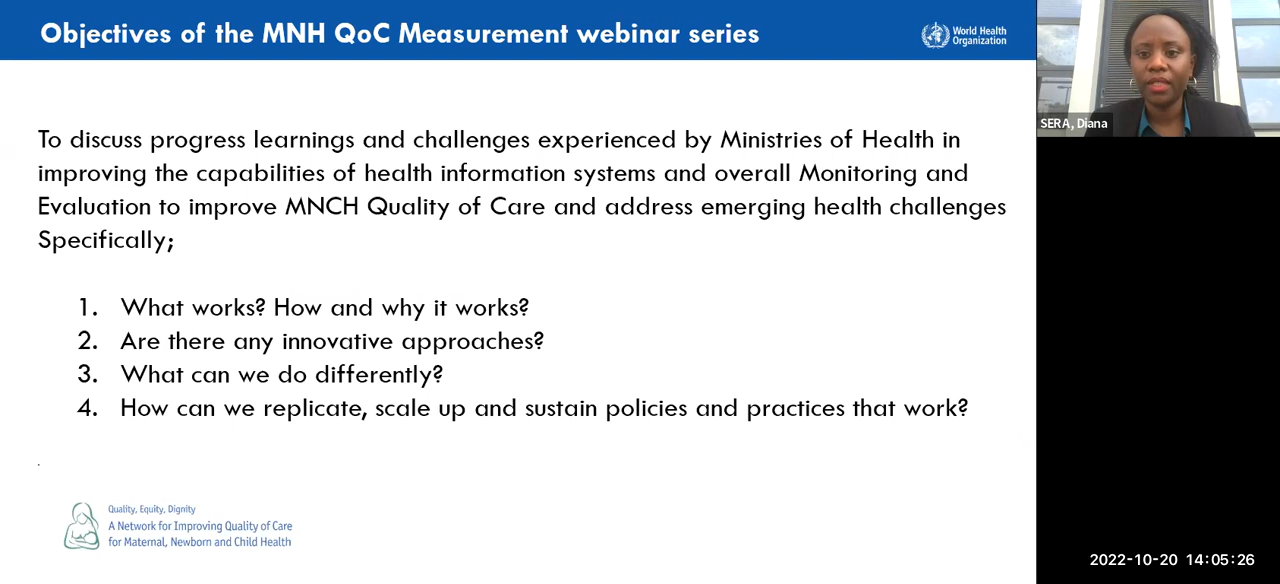 Objectives of the MNH QoC Measurement webinar series
World Health
Organization
To discuss progress learnings and challenges experienced by Ministries of Health in
improving the capabilities of health information systems and overall Monitoring and
Evaluation to improve MNCH Quality of Care and address emerging health challenges
Specifically;
1. What works? How and why it works?
2. Are there any innovative approaches?
3. What can we do differently?
4. How can we replicate, scale up and sustain policies and practices that work?
.
Quality, Equity, Dignity
A Network for Improving Quality of Care
for Maternal, Newborn and Child Health
SERA, Diana
2022-10-20 14:05:26